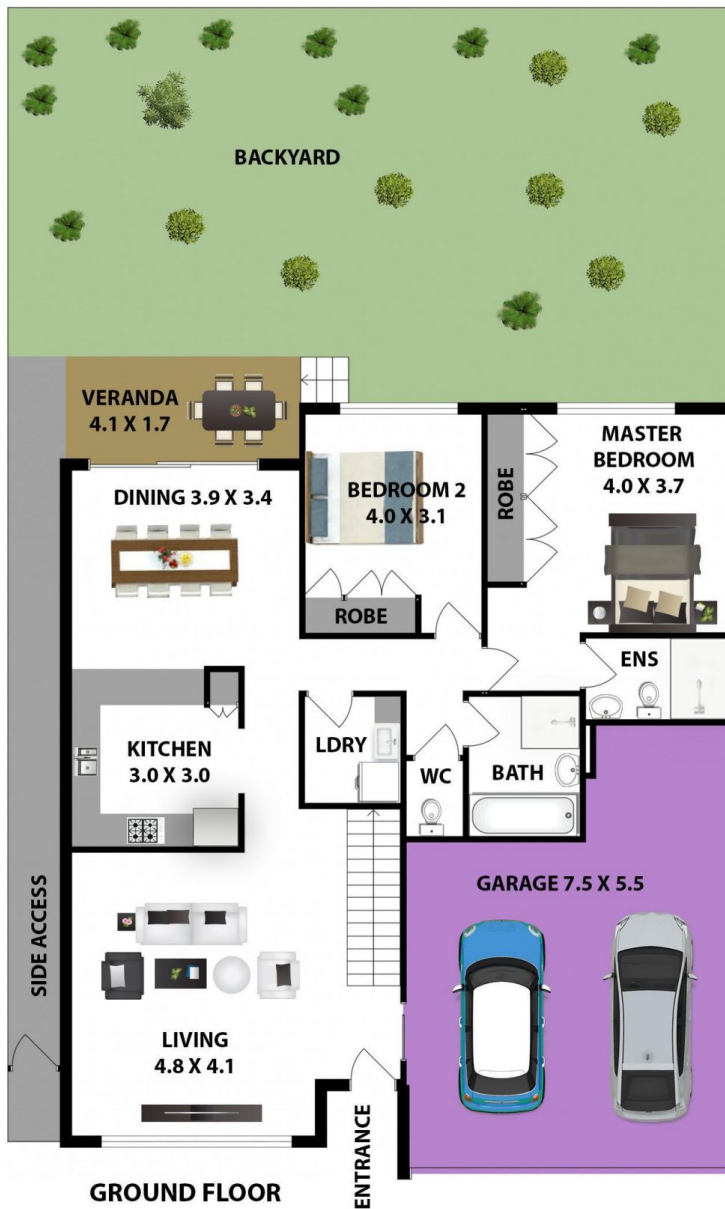 BACKYARD
VERANDA
4.1 X 1.7
DINING 3.9 X 3.4
BEDROOM 2
4.0 X 3.1
ROBE
ROBE
MASTER
BEDROOM
4.0 X 3.7
ENS
KITCHEN
3.0 X 3.0
LDRY
WC
BATH
SIDE ACCESS
GARAGE 7.5 X 5.5
LIVING
4.8 X 4.1
ENTRANCE
GROUND FLOOR